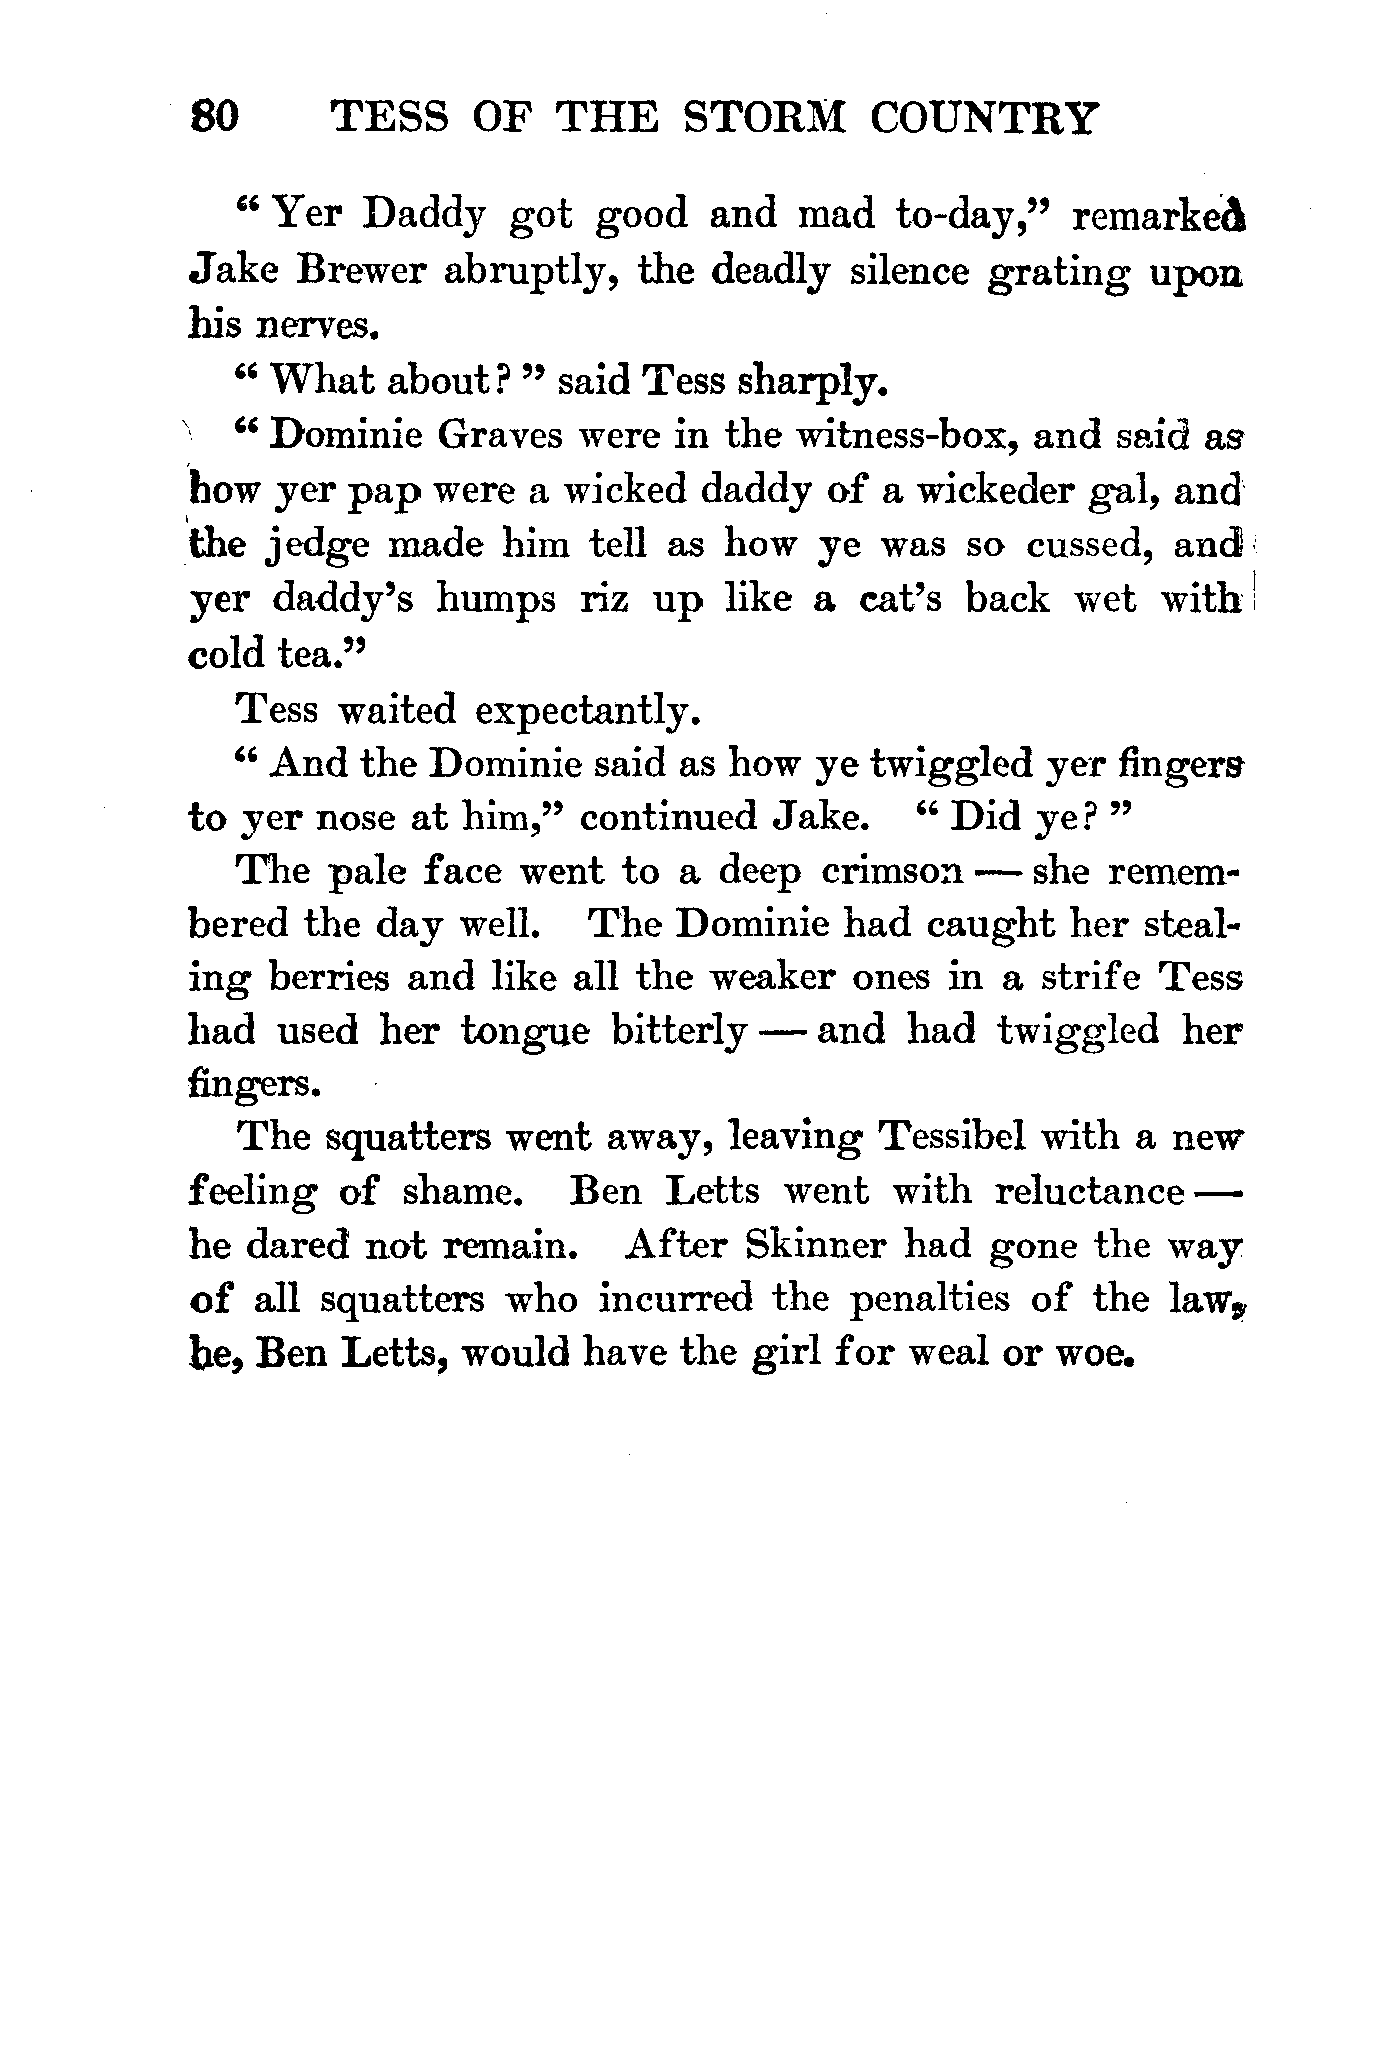 80 TESS OF THE STORM COUNTRY
“ Yer Daddy got good and mad to-day,” remarked
Jake Brewer abruptly, the deadly silence grating upon
his nerves.
“ What about? ” said Tess sharply.
“ Dominie Graves were in the witness-box, and said as
how yer pap were a wicked daddy of a wickeder gal, and
the jedge made him tell as how ye was so cussed, and
yer daddy’s humps riz up like a cat’s back wet with
cold tea.”
Tess waited expectantly.
“ And the Dominie said as how ye twiggled yer fingers
to yer nose at him,” continued Jake. “ Did ye? ”
The pale face went to a deep crimson — she remem-
bered the day well. The Dominie had caught her steal-
ing berries and like all the weaker ones in a strife Tess
had used her tongue bitterly — and had twiggled her
fingers.
The squatters went away, leaving Tessibel with a new
feeling of shame. Ben Letts went with reluctance —
he dared not remain. After Skinner had gone the way
of all squatters who incurred the penalties of the law,
he, Ben Letts, would have the girl for weal or woe.